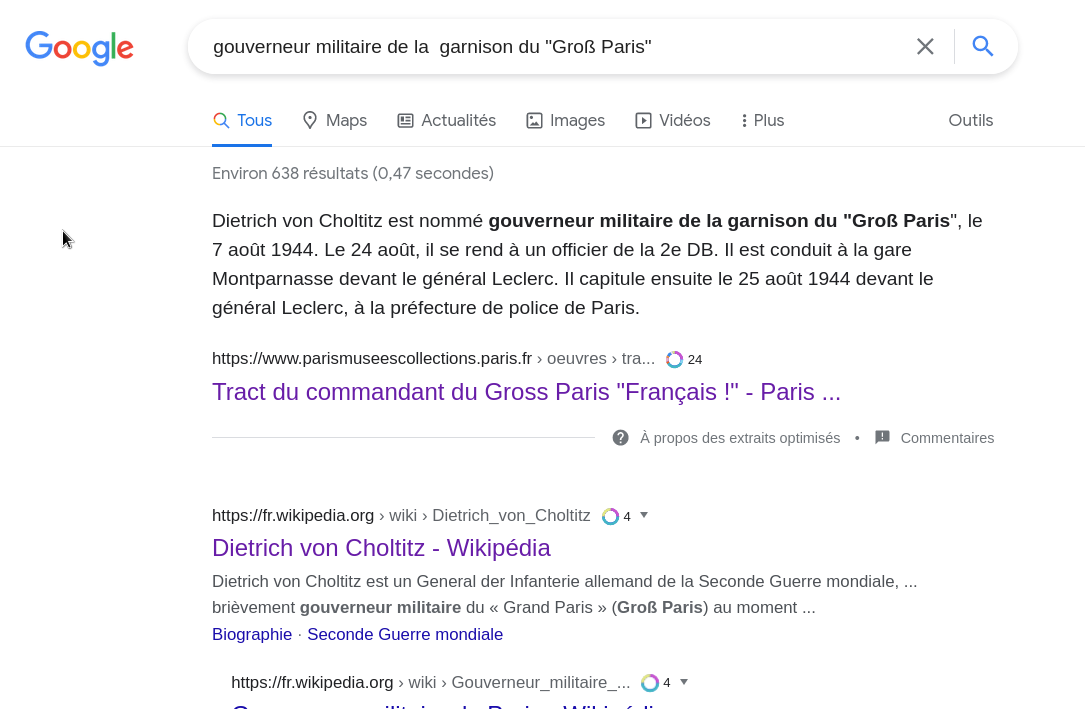 Google
gouverneur militaire de la  garnison du "Groß Paris"
Tous Maps Actualités Images Vidéos Plus Outils
Environ 638 résultats (0,47 secondes)
Dietrich von Choltitz est nommé gouverneur militaire de la garnison du "Groß Paris", le
7 août 1944. Le 24 août, il se rend à un officier de la 2e DB. Il est conduit à la gare
Montparnasse devant le général Leclerc. Il capitule ensuite le 25 août 1944 devant le
général Leclerc, à la préfecture de police de Paris.
https://www.parismuseescollections.paris.fr › oeuvres › tra... 24
Tract du commandant du Gross Paris "Français !" - Paris ...
À propos des extraits optimisés • Commentaires
https://fr.wikipedia.org › wiki › Dietrich_von_Choltitz 4
Dietrich von Choltitz - Wikipédia
Dietrich von Choltitz est un General der Infanterie allemand de la Seconde Guerre mondiale, ...
brièvement gouverneur militaire du « Grand Paris » (Groß Paris) au moment ...
Biographie · Seconde Guerre mondiale
https://fr.wikipedia.org › wiki › Gouverneur_militaire_... 4